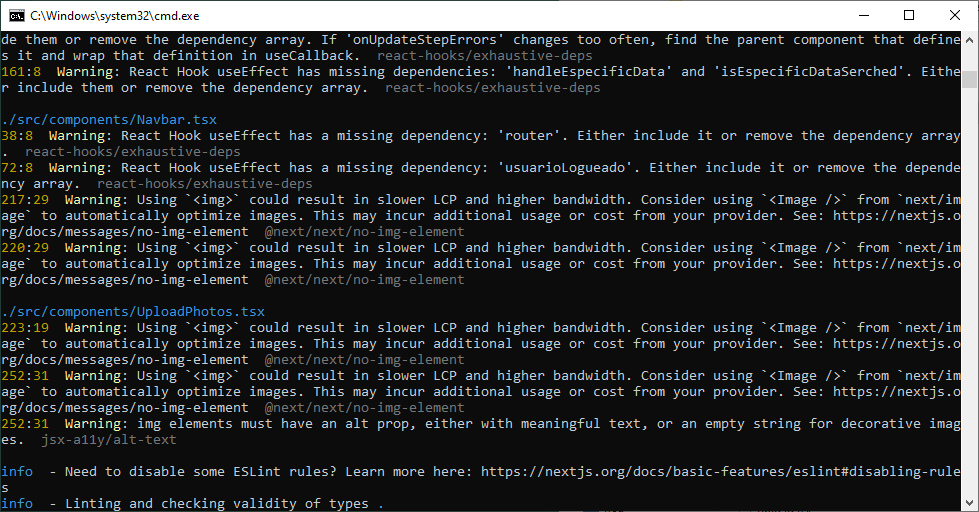 C:\Windows\system32\cmd.exe
de them or remove the dependency array. If 'onUpdateStepErrors' changes too often, find the parent component that define
s it and wrap that definition in useCallback.  react-hooks/exhaustive-deps
161:8  Warning: React Hook useEffect has missing dependencies: 'handleEspecificData' and 'isEspecificDataSerched'. Eithe
r include them or remove the dependency array.  react-hooks/exhaustive-deps
./src/components/Navbar.tsx
38:8  Warning: React Hook useEffect has a missing dependency: 'router'. Either include it or remove the dependency array
.  react-hooks/exhaustive-deps
72:8  Warning: React Hook useEffect has a missing dependency: 'usuarioLogueado'. Either include it or remove the depende
ncy array.  react-hooks/exhaustive-deps
217:29  Warning: Using `<img>` could result in slower LCP and higher bandwidth. Consider using `<Image />` from `next/im
age` to automatically optimize images. This may incur additional usage or cost from your provider. See: https://nextjs.o
rg/docs/messages/no-img-element  @next/next/no-img-element
220:29  Warning: Using `<img>` could result in slower LCP and higher bandwidth. Consider using `<Image />` from `next/im
age` to automatically optimize images. This may incur additional usage or cost from your provider. See: https://nextjs.o
rg/docs/messages/no-img-element  @next/next/no-img-element
./src/components/UploadPhotos.tsx
223:19  Warning: Using `<img>` could result in slower LCP and higher bandwidth. Consider using `<Image />` from `next/im
age` to automatically optimize images. This may incur additional usage or cost from your provider. See: https://nextjs.o
rg/docs/messages/no-img-element  @next/next/no-img-element
252:31  Warning: Using `<img>` could result in slower LCP and higher bandwidth. Consider using `<Image />` from `next/im
age` to automatically optimize images. This may incur additional usage or cost from your provider. See: https://nextjs.o
rg/docs/messages/no-img-element  @next/next/no-img-element
252:31  Warning: img elements must have an alt prop, either with meaningful text, or an empty string for decorative imag
es.  jsx-a11y/alt-text
info  - Need to disable some ESLint rules? Learn more here: https://nextjs.org/docs/basic-features/eslint#disabling-rule
s
info  - Linting and checking validity of types .